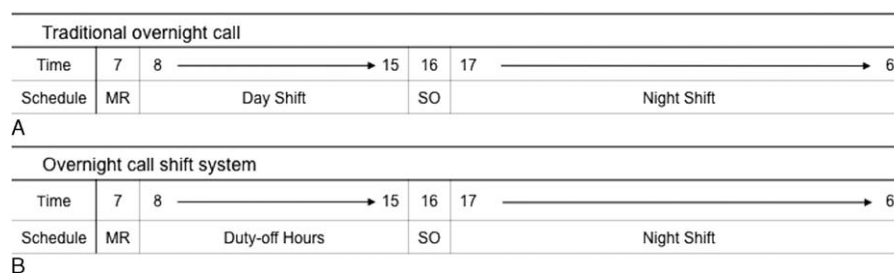 Traditional overnight call
Time 7 8 15 16 17 6
Schedule MR Day Shift SO Night Shift
A
Overnight call shift system
Time 7 8 15 16 17 6
Schedule MR Duty-off Hours SO Night Shift
B